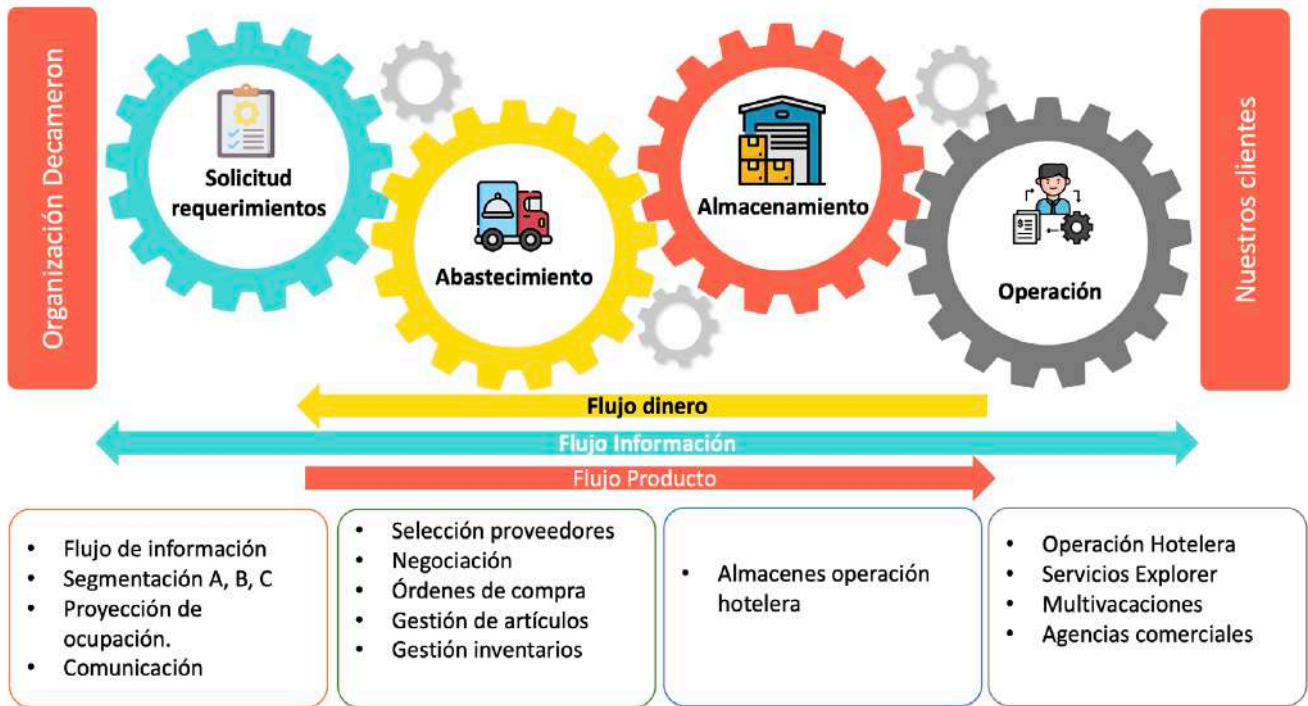 Organización Decameron
Solicitud
requerimientos
Abastecimiento
Almacenamiento
$
Operación
Nuestros clientes
Flujo dinero
Flujo Información
Flujo Producto
• Flujo de información
• Segmentación A, B, C
• Proyección de
ocupación.
• Comunicación
• Selección proveedores
• Negociación
• Órdenes de compra
• Gestión de artículos
• Gestión inventarios
• Almacenes operación
hotelera
• Operación Hotelera
• Servicios Explorer
• Multivacaciones
• Agencias comerciales